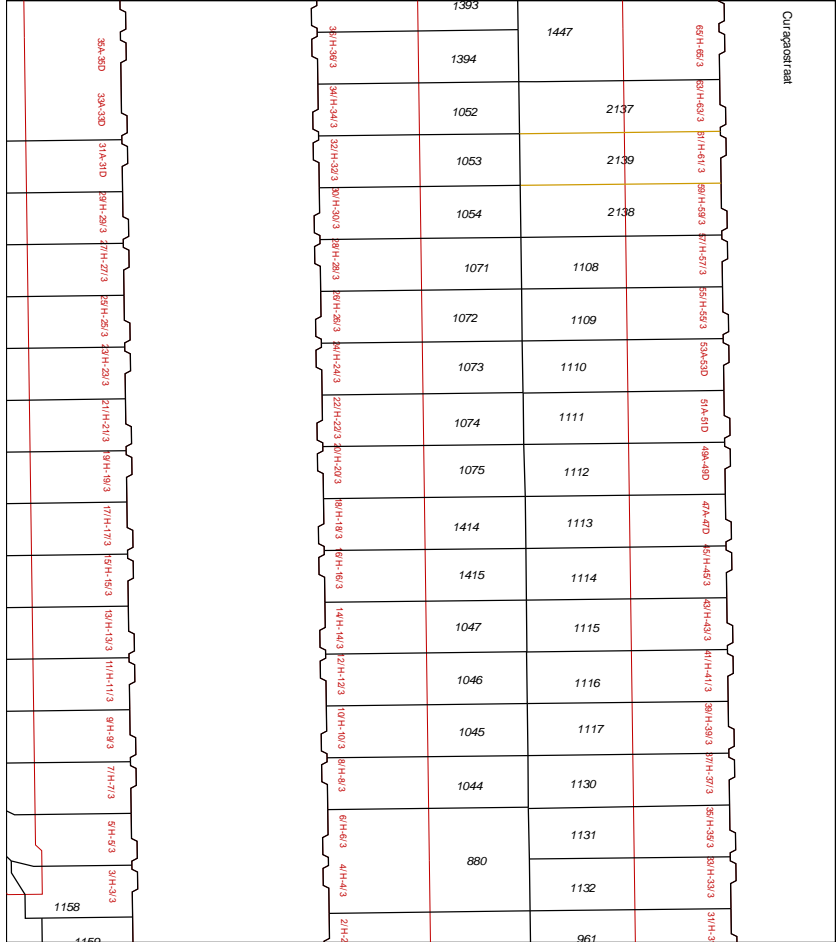 Curaçaostraat
35A-35D
33A-33D
31A-31D
29/H-29/3
27/H-27/3
25/H-25/3
23/H-23/3
21/H-21/3
19/H-19/3
17/H-17/3
15/H-15/3
13/H-13/3
11/H-11/3
9/H-9/3
7/H-7/3
5/H-5/3
3/H-3/3
1158
1159
36/H-36/3
34/H-34/3
32/H-32/3
30/H-30/3
28/H-28/3
26/H-26/3
24/H-24/3
22/H-22/3
20/H-20/3
18/H-18/3
16/H-16/3
14/H-14/3
12/H-12/3
10/H-10/3
8/H-8/3
6/H-6/3
4/H-4/3
1393
1394
1052
1053
1054
1071
1072
1073
1074
1075
1414
1415
1047
1046
1045
1044
880
1447
2137
2139
2138
1108
1109
1110
1111
1112
1113
1114
1115
1116
1117
1130
1131
1132
961
65/H-65/3
63/H-63/3
61/H-61/3
59/H-59/3
57/H-57/3
55/H-55/3
53A-53D
51A-51D
49A-49D
47A-47D
45/H-45/3
43/H-43/3
41/H-41/3
39/H-39/3
37/H-37/3
35/H-35/3
33/H-33/3